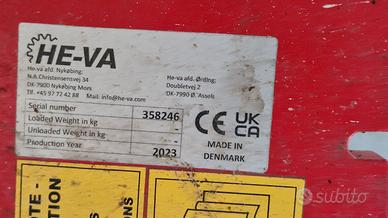 HE-VA
He-va afd. Nykøbing:
N.A.Christensensvej 34
DK-7900 Nykøbing Mors
Tlf. +45 97 72 42 88
Mail: info@he-va.com
He-va afd. Ørding:
Doubletvej 2
DK-7990 Ø. Assels
Serial number 358246
Loaded Weight in kg -
Unloaded Weight in kg -
Production Year 2023
CE UK
CA
MADE IN
DENMARK
subito